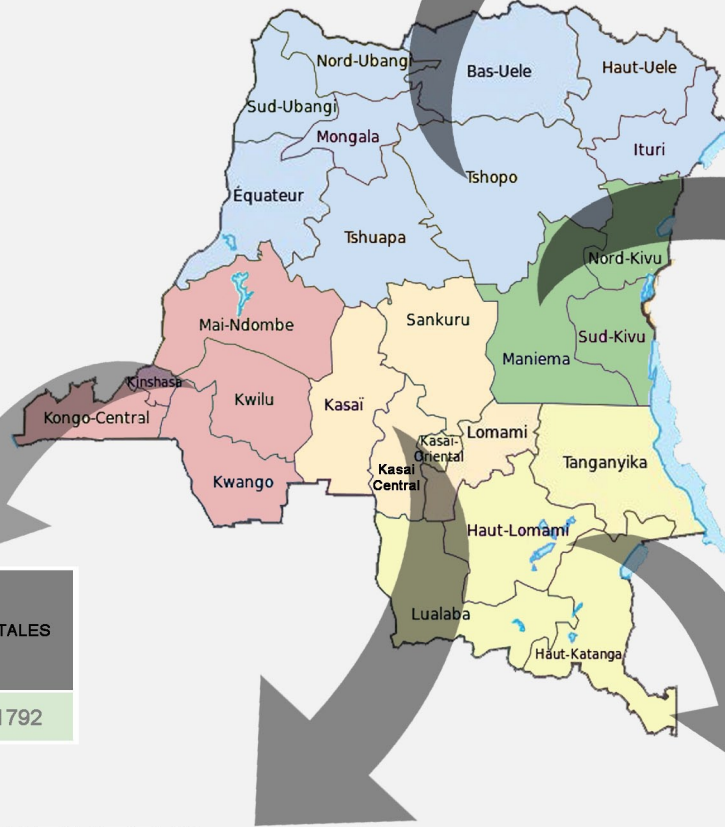 Nord-Ubangi
Bas-Uele
Haut-Uele
Sud-Ubangi
Mongala
Ituri
Tshopo
Équateur
Tshuapa
Nord-Kivu
Mai-Ndombe
Sankuru
Sud-Kivu
Maniema
Kinshasa
Kwilu
Kasaï
Kongo-Central
Lomami
Kasaï-
Oriental
Kasai
Central
Tanganyika
Kwango
Haut-Lomami
Lualaba
TALES
Haut-Katanga
1792